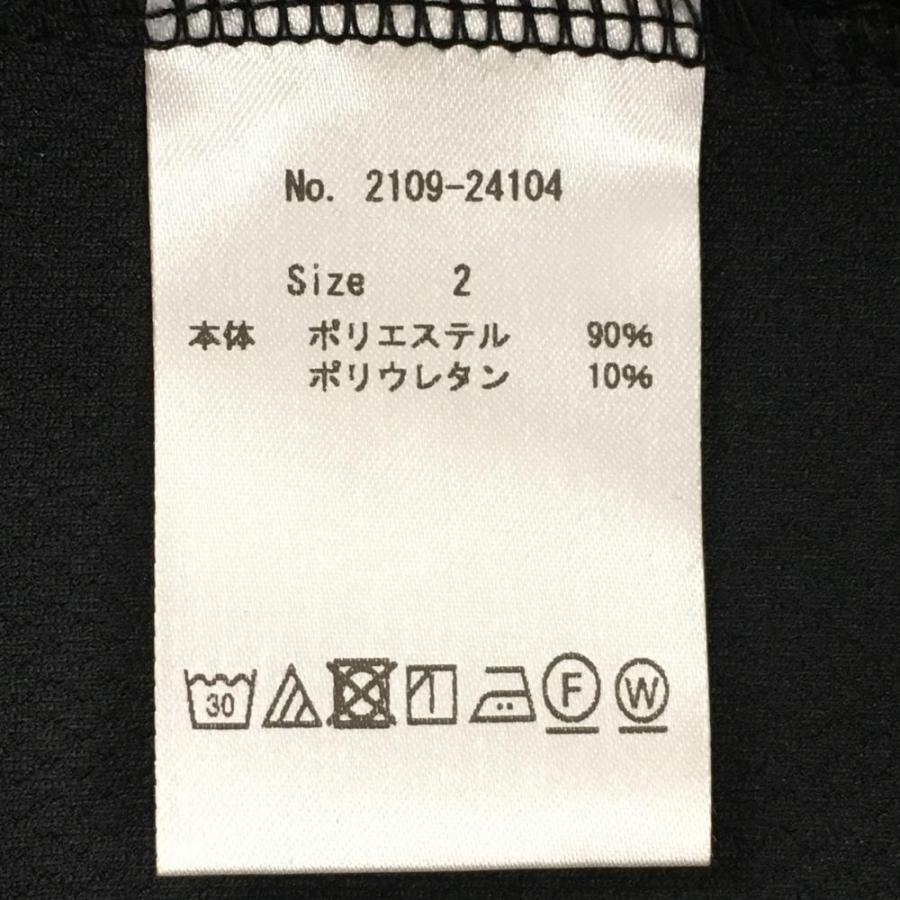 No. 2109-24104
Size 2
本体 ポリエステル 90%
ポリウレタン 10%
30 F W